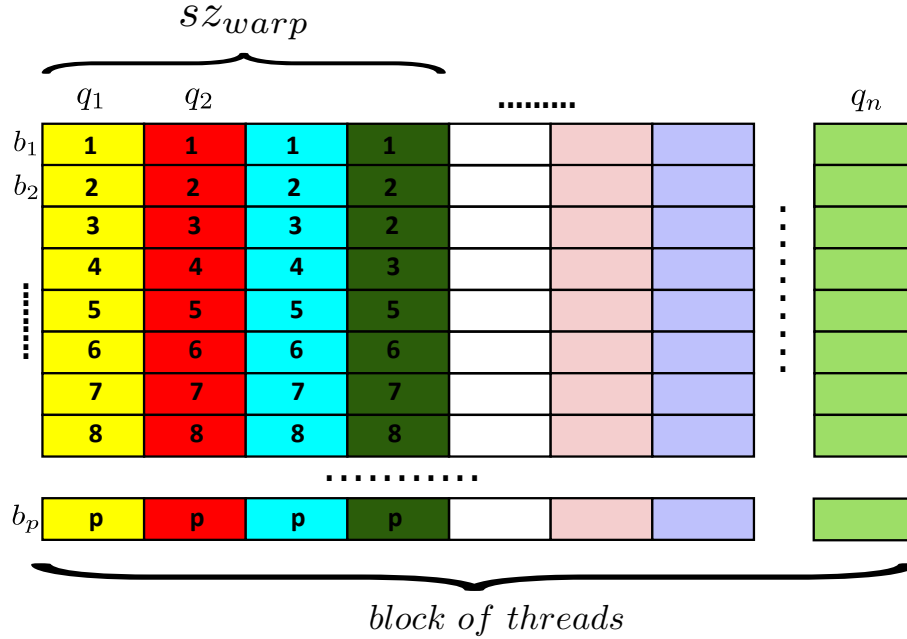 sz_warp
q_1 q_2 ......... q_n
b_1 1 1 1 1
b_2 2 2 2 2
3 3 3 2
4 4 4 3
5 5 5 5
6 6 6 6
7 7 7 7
8 8 8 8
...........
b_p p p p p
block of threads